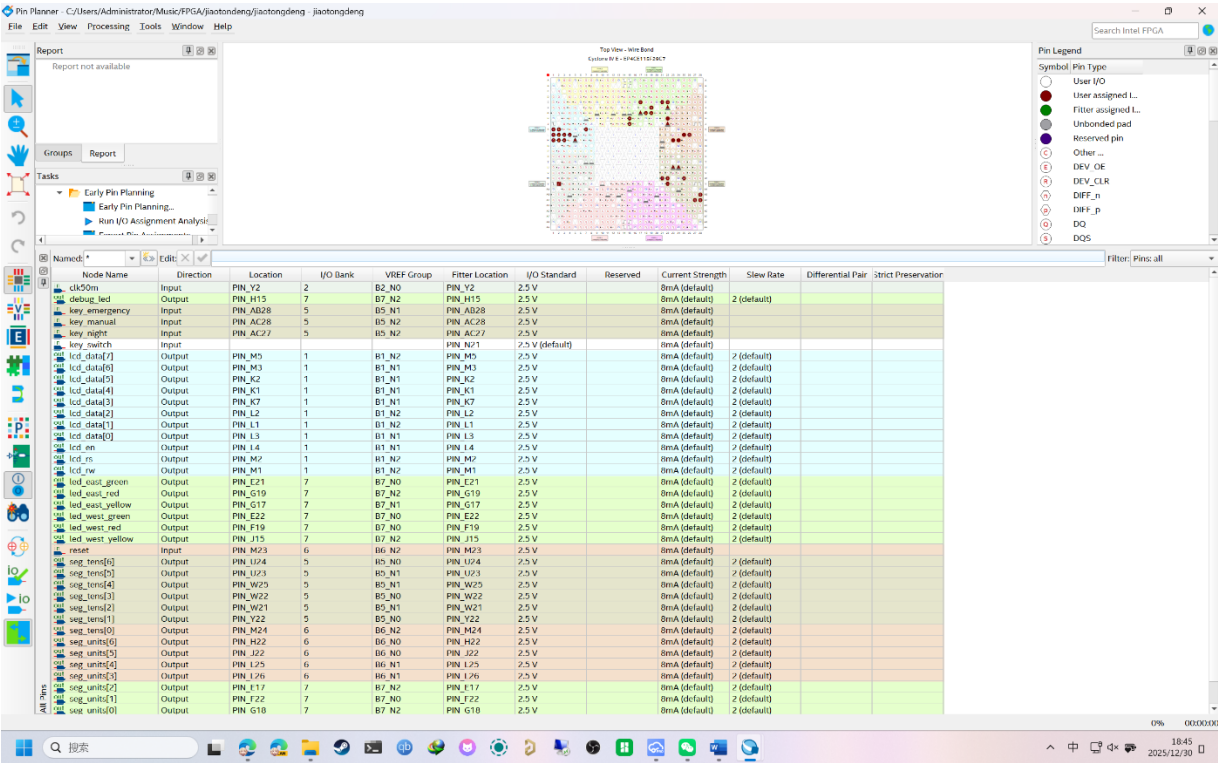 Pin Planner - C:/Users/Administrator/Music/FPGA/jiaotondeng/jiaotongdeng - jiaotongdeng
File Edit View Processing Tools Window Help
Search Intel FPGA
Report
Report not available
Groups Report
Tasks
Early Pin Planning
Early Pin Planning...
Run I/O Assignment Analysis
Top View - Wire Bond
Pin Legend
Symbol Pin Type
User I/O
User assigned I...
Fitter assigned I...
Unbonded pad
Reserved pin
Other ...
DEV_OE
DEV_CLR
DIFF_n
DIFF_p
DQ
DQS
Named: * Edit: Filter: Pins: all
Node Name Direction Location I/O Bank VREF Group Fitter Location I/O Standard Reserved Current Strength Slew Rate Differential Pair Strict Preservation
clk50m Input PIN_Y2 2 B2_N0 PIN_Y2 2.5 V 8mA (default)
debug_led Output PIN_H15 7 B7_N2 PIN_H15 2.5 V 8mA (default) 2 (default)
key_emergency Input PIN_AB28 5 B5_N1 PIN_AB28 2.5 V 8mA (default)
key_manual Input PIN_AC28 5 B5_N2 PIN_AC28 2.5 V 8mA (default)
key_night Input PIN_AC27 5 B5_N2 PIN_AC27 2.5 V 8mA (default)
key_switch Input PIN_N21 2.5 V (default) 8mA (default)
lcd_data[7] Output PIN_M5 1 B1_N2 PIN_M5 2.5 V 8mA (default) 2 (default)
lcd_data[6] Output PIN_M3 1 B1_N1 PIN_M3 2.5 V 8mA (default) 2 (default)
lcd_data[5] Output PIN_K2 1 B1_N1 PIN_K2 2.5 V 8mA (default) 2 (default)
lcd_data[4] Output PIN_K1 1 B1_N1 PIN_K1 2.5 V 8mA (default) 2 (default)
lcd_data[3] Output PIN_K7 1 B1_N1 PIN_K7 2.5 V 8mA (default) 2 (default)
lcd_data[2] Output PIN_L2 1 B1_N2 PIN_L2 2.5 V 8mA (default) 2 (default)
lcd_data[1] Output PIN_L1 1 B1_N2 PIN_L1 2.5 V 8mA (default) 2 (default)
lcd_data[0] Output PIN_L3 1 B1_N1 PIN_L3 2.5 V 8mA (default) 2 (default)
lcd_en Output PIN_L4 1 B1_N1 PIN_L4 2.5 V 8mA (default) 2 (default)
lcd_rs Output PIN_M2 1 B1_N2 PIN_M2 2.5 V 8mA (default) 2 (default)
lcd_rw Output PIN_M1 1 B1_N2 PIN_M1 2.5 V 8mA (default) 2 (default)
led_east_green Output PIN_E21 7 B7_N0 PIN_E21 2.5 V 8mA (default) 2 (default)
led_east_red Output PIN_G19 7 B7_N2 PIN_G19 2.5 V 8mA (default) 2 (default)
led_east_yellow Output PIN_G17 7 B7_N1 PIN_G17 2.5 V 8mA (default) 2 (default)
led_west_green Output PIN_E22 7 B7_N0 PIN_E22 2.5 V 8mA (default) 2 (default)
led_west_red Output PIN_F19 7 B7_N0 PIN_F19 2.5 V 8mA (default) 2 (default)
led_west_yellow Output PIN_J15 7 B7_N2 PIN_J15 2.5 V 8mA (default) 2 (default)
reset Input PIN_M23 6 B6_N2 PIN_M23 2.5 V 8mA (default)
seg_tens[6] Output PIN_U24 5 B5_N0 PIN_U24 2.5 V 8mA (default) 2 (default)
seg_tens[5] Output PIN_U23 5 B5_N1 PIN_U23 2.5 V 8mA (default) 2 (default)
seg_tens[4] Output PIN_W25 5 B5_N1 PIN_W25 2.5 V 8mA (default) 2 (default)
seg_tens[3] Output PIN_W22 5 B5_N0 PIN_W22 2.5 V 8mA (default) 2 (default)
seg_tens[2] Output PIN_W21 5 B5_N1 PIN_W21 2.5 V 8mA (default) 2 (default)
seg_tens[1] Output PIN_Y22 5 B5_N0 PIN_Y22 2.5 V 8mA (default) 2 (default)
seg_tens[0] Output PIN_M24 6 B6_N2 PIN_M24 2.5 V 8mA (default) 2 (default)
seg_units[6] Output PIN_H22 6 B6_N0 PIN_H22 2.5 V 8mA (default) 2 (default)
seg_units[5] Output PIN_J22 6 B6_N0 PIN_J22 2.5 V 8mA (default) 2 (default)
seg_units[4] Output PIN_L25 6 B6_N1 PIN_L25 2.5 V 8mA (default) 2 (default)
seg_units[3] Output PIN_L26 6 B6_N1 PIN_L26 2.5 V 8mA (default) 2 (default)
seg_units[2] Output PIN_E17 7 B7_N2 PIN_E17 2.5 V 8mA (default) 2 (default)
seg_units[1] Output PIN_F22 7 B7_N0 PIN_F22 2.5 V 8mA (default) 2 (default)
seg_units[0] Output PIN_G18 7 B7_N2 PIN_G18 2.5 V 8mA (default) 2 (default)
All Pins
0% 00:00:00
搜索
中
18:45
2025/12/30